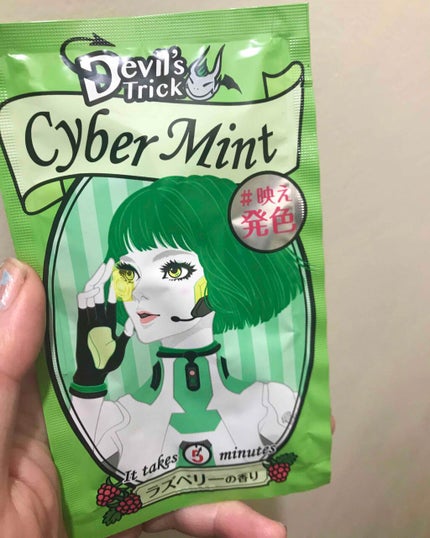 Devil's
Trick
Cyber Mint
#映え
発色
It takes 5 minutes
ラズベリーの香り